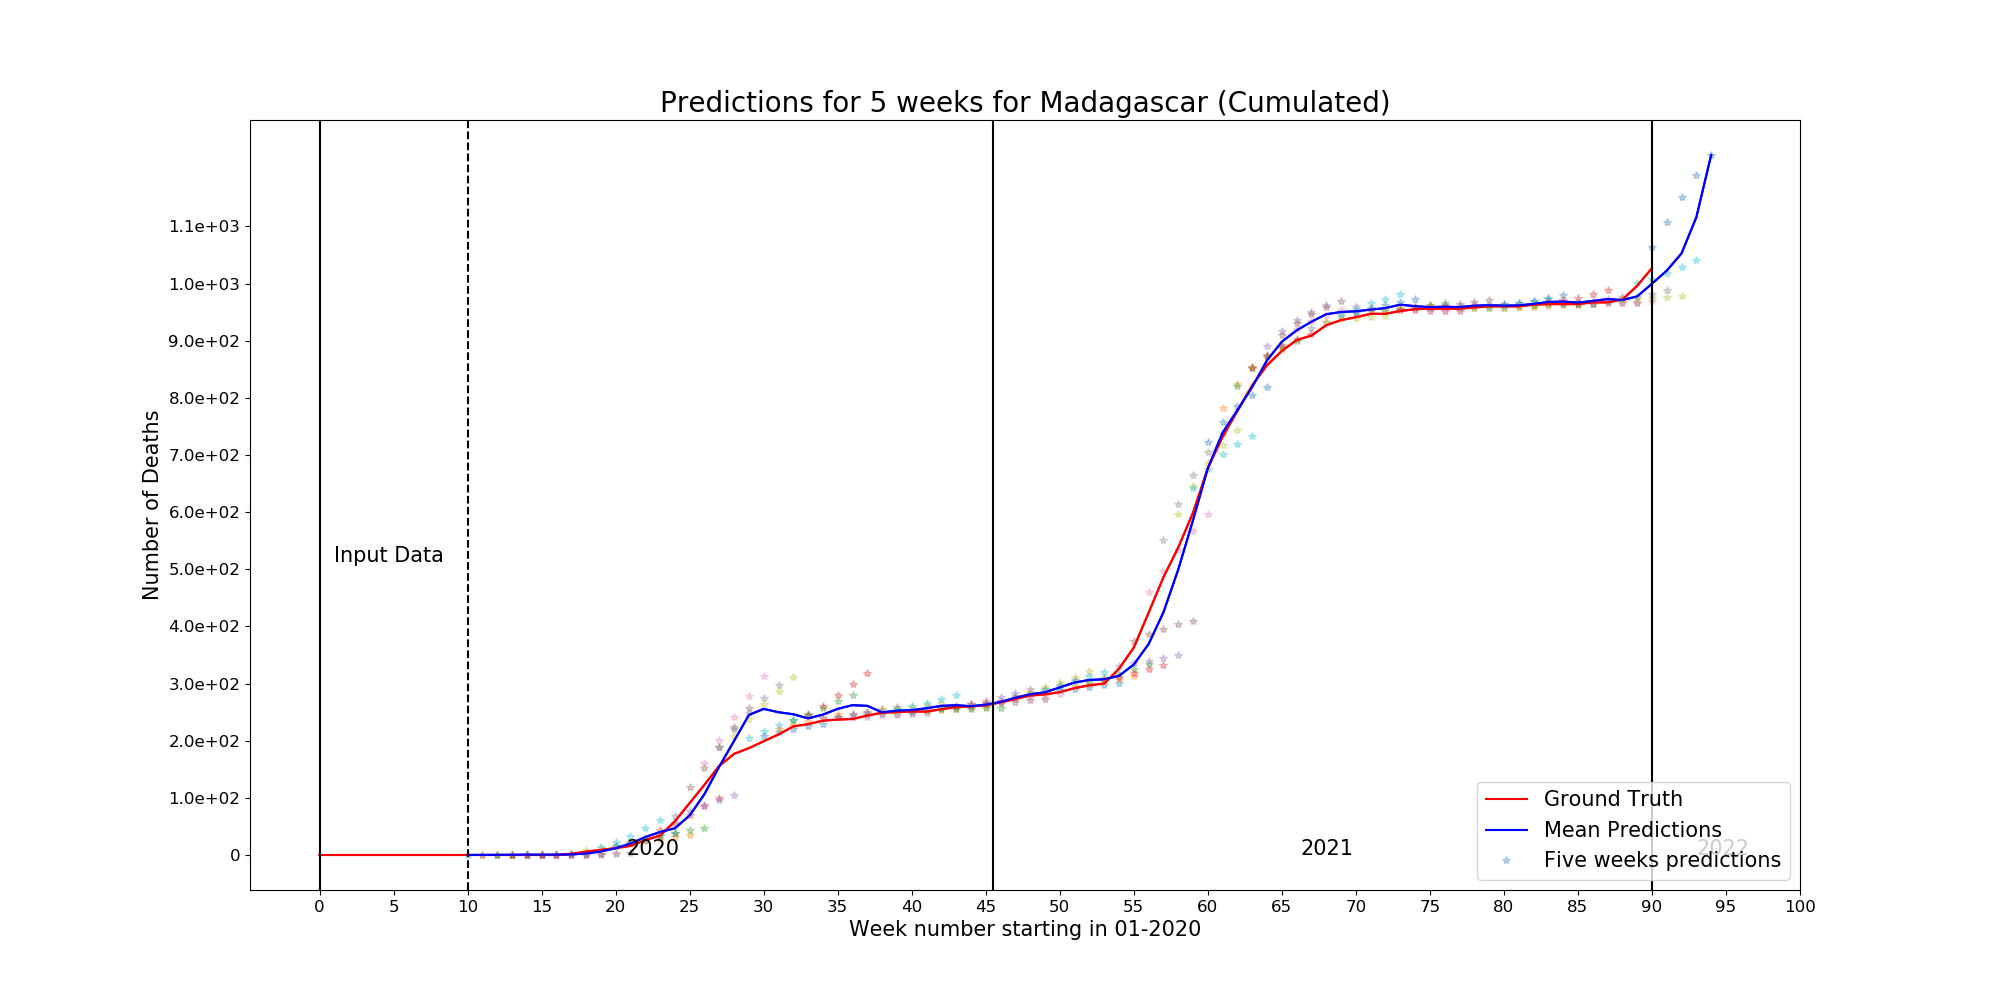 Predictions for 5 weeks for Madagascar (Cumulated)
Number of Deaths
1.1e+03
1.0e+03
9.0e+02
8.0e+02
7.0e+02
6.0e+02
5.0e+02
4.0e+02
3.0e+02
2.0e+02
1.0e+02
0
Input Data
2020
2021
2022
Ground Truth
Mean Predictions
Five weeks predictions
0 5 10 15 20 25 30 35 40 45 50 55 60 65 70 75 80 85 90 95 100
Week number starting in 01-2020